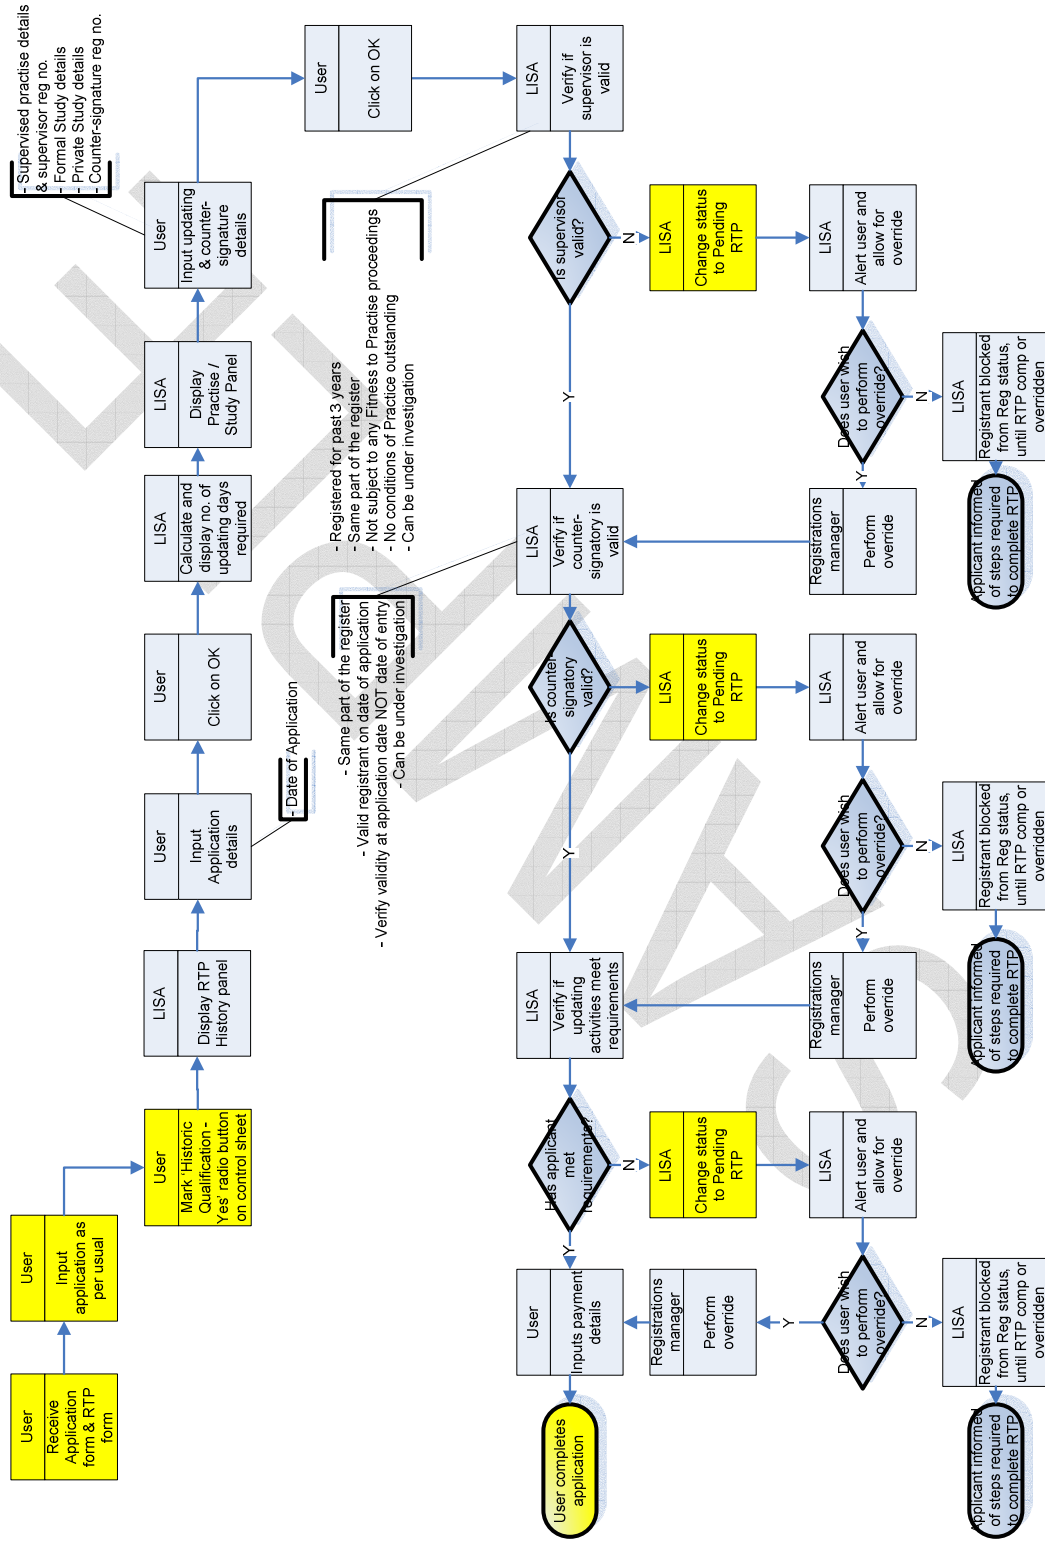 User
Receive
Application
form & RTP
form
User
Input
application as
per usual
User
Mark ‘Historic
Qualification -
Yes’ radio button
on control sheet
LISA
Display RTP
History panel
User
Input
Application
details
- Date of Application
User
Click on OK
LISA
Calculate and
display no. of
updating days
required
LISA
Display
Practise /
Study Panel
User
Input updating
& counter-
signature
details
- Supervised practise details
& supervisor reg no.
- Formal Study details
- Private Study details
- Counter-signature reg no.
User
Click on OK
LISA
Verify if
supervisor is
valid
- Registered for past 3 years
- Same part of the register
- Not subject to any Fitness to Practise proceedings
- No conditions of Practice outstanding
- Can be under investigation
Is supervisor
valid?
N
Y
LISA
Change status
to Pending
RTP
LISA
Alert user and
allow for
override
Does user wish
to perform
override?
N
Y
LISA
Registrant blocked
from Reg status,
until RTP comp or
overridden
Applicant informed
of steps required
to complete RTP
Registrations
manager
Perform
override
LISA
Verify if
counter-
signatory is
valid
- Same part of the register
- Valid registrant on date of application
- Verify validity at application date NOT date of entry
- Can be under investigation
Is counter-
signatory
valid?
Y
LISA
Change status
to Pending
RTP
LISA
Alert user and
allow for
override
Does user wish
to perform
override?
N
Y
LISA
Registrant blocked
from Reg status,
until RTP comp or
overridden
Applicant informed
of steps required
to complete RTP
Registrations
manager
Perform
override
LISA
Verify if
updating
activities meet
requirements
Has applicant
met
requirements?
N
Y
LISA
Change status
to Pending
RTP
LISA
Alert user and
allow for
override
Does user wish
to perform
override?
N
Y
LISA
Registrant blocked
from Reg status,
until RTP comp or
overridden
Applicant informed
of steps required
to complete RTP
Registrations
manager
Perform
override
User
Inputs payment
details
User completes
application
SAMPLE